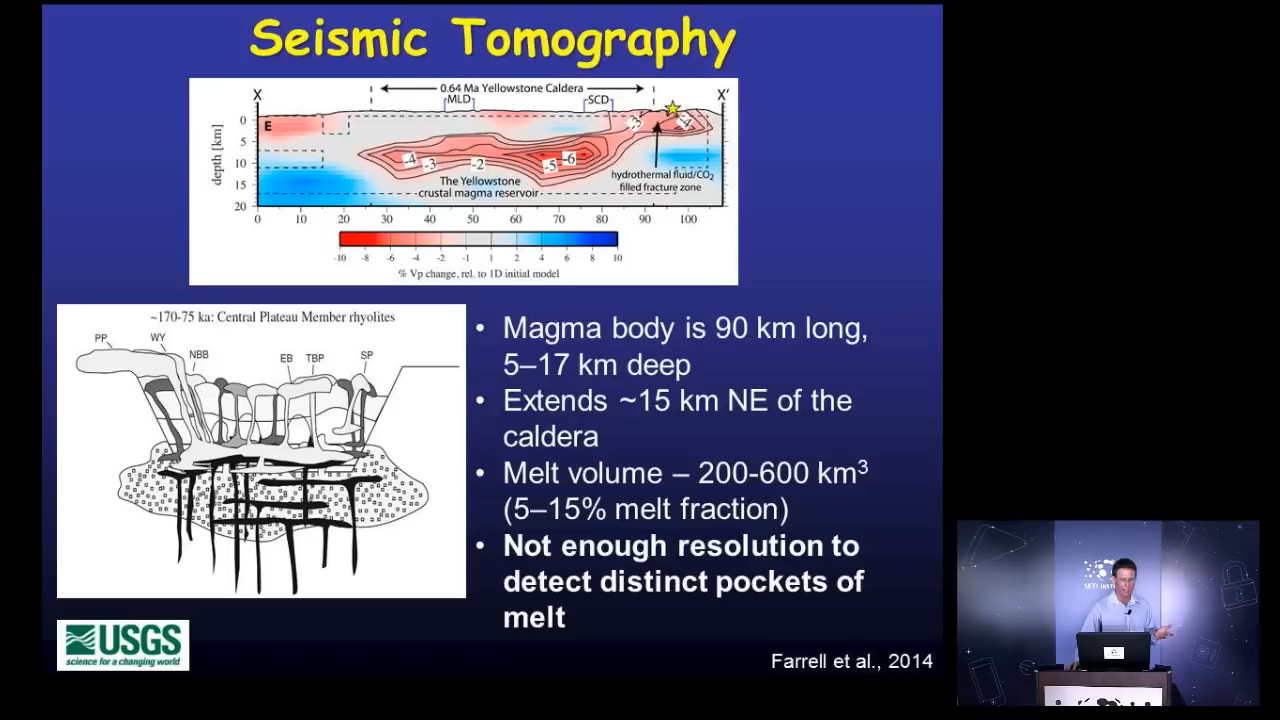 Seismic Tomography
X
0.64 Ma Yellowstone Caldera
X'
MLD
SCD
E
depth [km]
0
5
10
15
20
-4
-3
-2
-5
-6
-3
-4
The Yellowstone
crustal magma reservoir
hydrothermal fluid/CO2
filled fracture zone
0 10 20 30 40 50 60 70 80 90 100
-10 -8 -6 -4 -2 -1 1 2 4 6 8 10
% Vp change, rel. to 1D initial model
~170-75 ka: Central Plateau Member rhyolites
PP
WY
NBB
EB
TBP
SP
• Magma body is 90 km long,
5–17 km deep
• Extends ~15 km NE of the
caldera
• Melt volume – 200-600 km³
(5–15% melt fraction)
• Not enough resolution to
detect distinct pockets of
melt
USGS
science for a changing world
Farrell et al., 2014